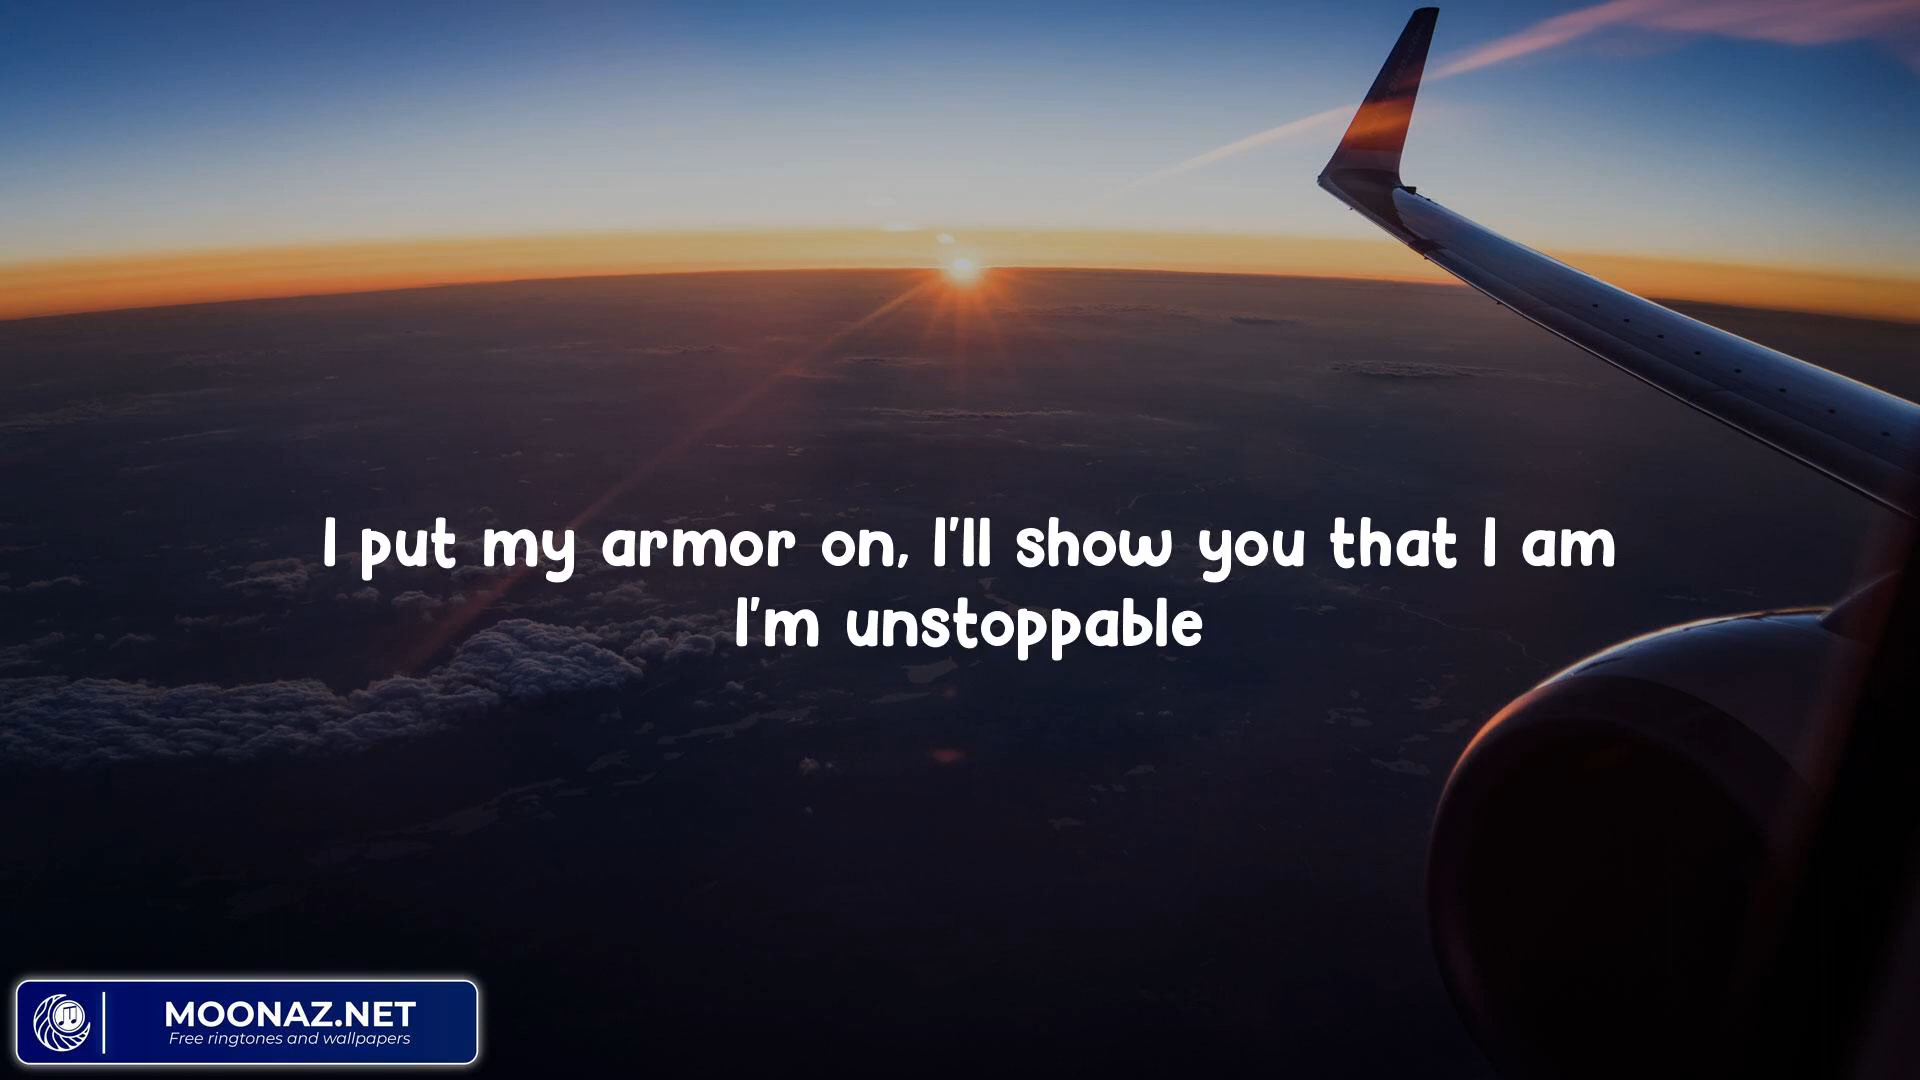 I put my armor on, I'll show you that I am
I'm unstoppable
MOONAZ.NET
Free ringtones and wallpapers